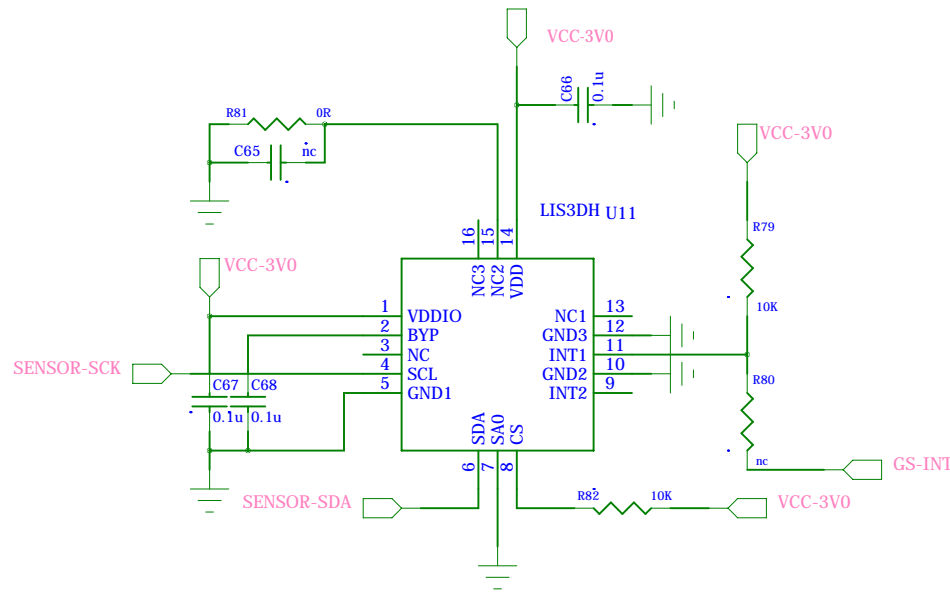 VCC-3V0
C66
0.1u
R81
0R
C65
nc
VCC-3V0
LIS3DH U11
16
15
14
R79
NC3
NC2
VDD
VCC-3V0
10K
1
VDDIO
NC1
13
2
BYP
GND3
12
3
NC
INT1
11
SENSOR-SCK
4
SCL
GND2
10
5
GND1
INT2
9
C67
C68
R80
0.1u
0.1u
SDA
SA0
CS
6
7
8
nc
GS-INT
SENSOR-SDA
R82
10K
VCC-3V0